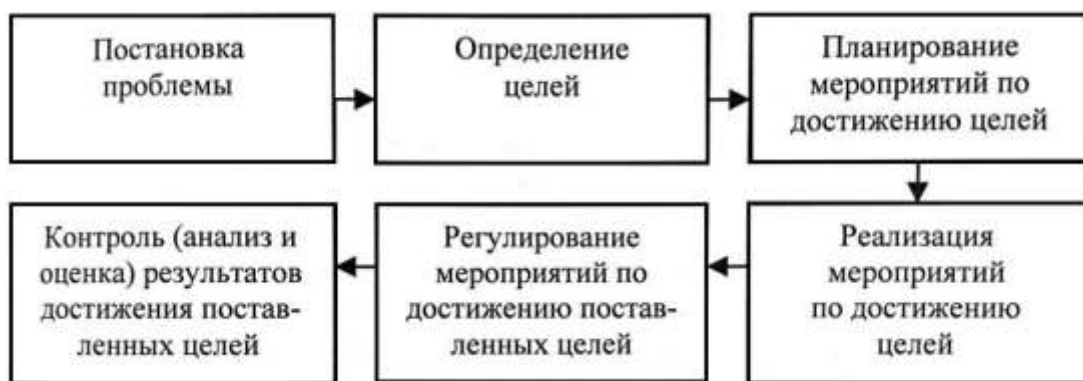 Постановка
проблемы
Определение
целей
Планирование
мероприятий по
достижению целей
Реализация
мероприятий
по достижению
целей
Регулирование
мероприятий по
достижению постав-
ленных целей
Контроль (анализ и
оценка) результатов
достижения постав-
ленных целей